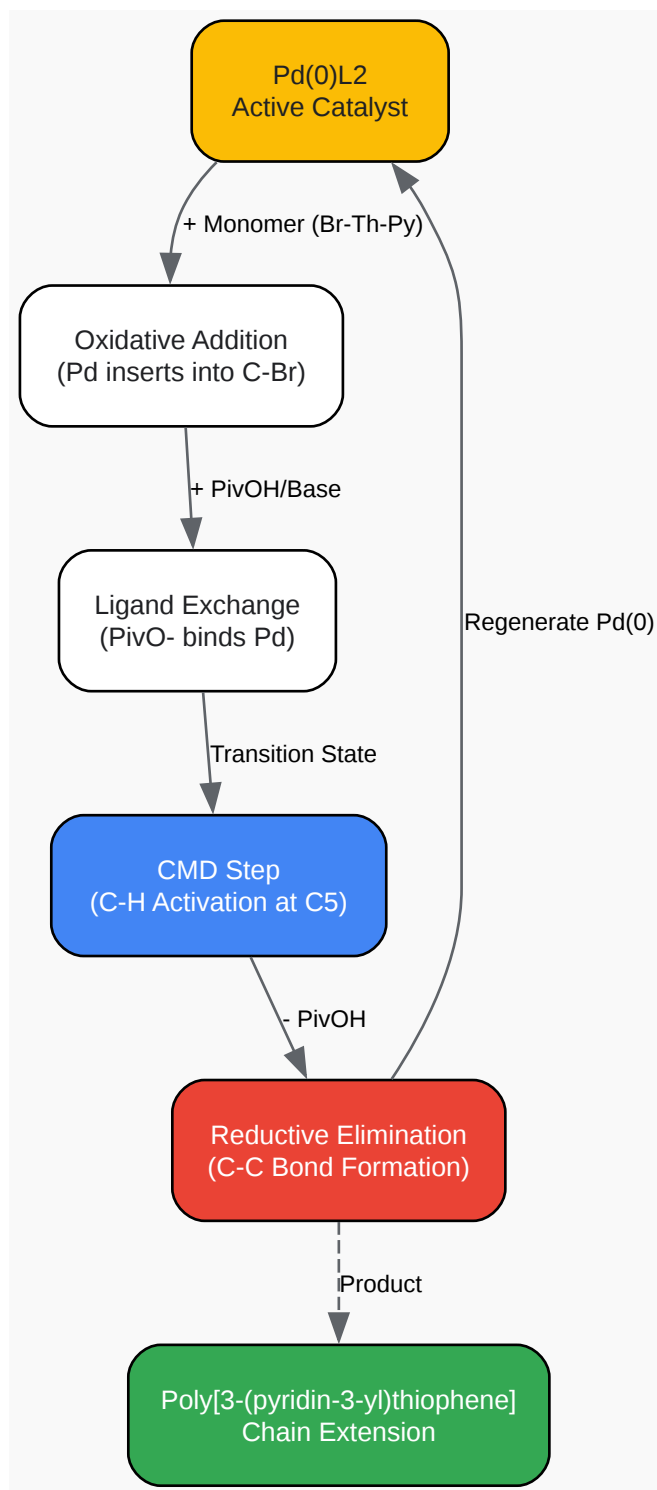 Pd(0)L2
Active Catalyst
+ Monomer (Br-Th-Py)
Oxidative Addition
(Pd inserts into C-Br)
+ PivOH/Base
Ligand Exchange
(PivO- binds Pd)
Regenerate Pd(0)
Transition State
CMD Step
(C-H Activation at C5)
- PivOH
Reductive Elimination
(C-C Bond Formation)
Product
Poly[3-(pyridin-3-yl)thiophene]
Chain Extension